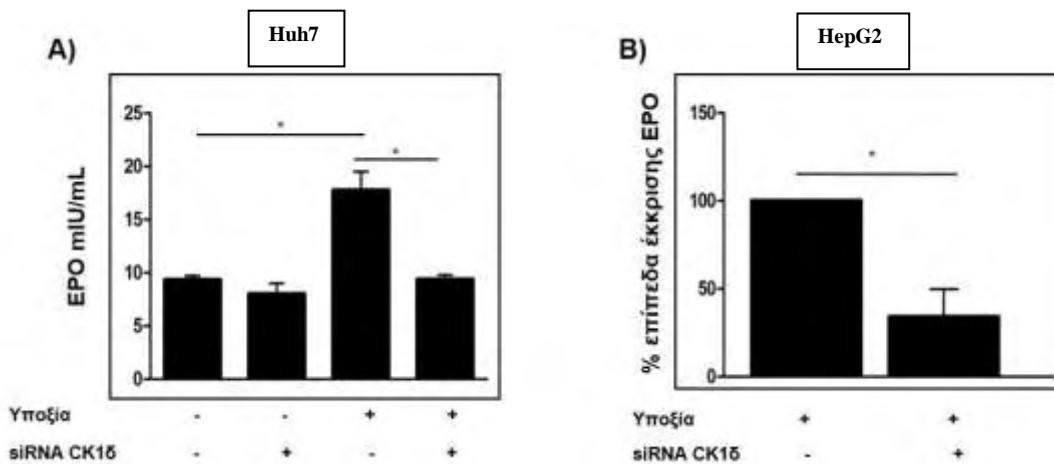 A)
Huh7
EPO mIU/mL
25
20
15
10
5
0
*
*
Υποξία - - + +
siRNA CK1δ - + - +
B)
HepG2
% επίπεδα έκκρισης EPO
150
100
50
0
*
Υποξία + +
siRNA CK1δ - +